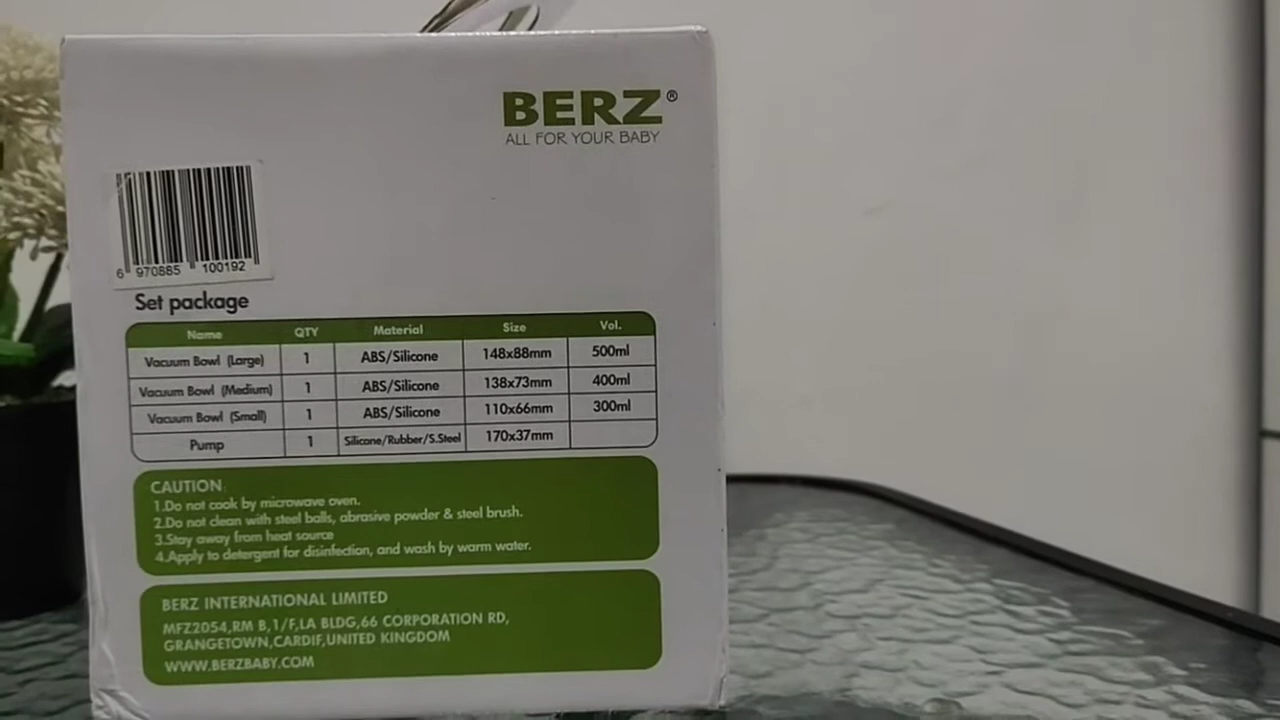 BERZ®
ALL FOR YOUR BABY
6 970885 100192
Set package
Name QTY Material Size Vol.
Vacuum Bowl (Large) 1 ABS/Silicone 148x88mm 500ml
Vacuum Bowl (Medium) 1 ABS/Silicone 138x73mm 400ml
Vacuum Bowl (Small) 1 ABS/Silicone 110x66mm 300ml
Pump 1 Silicone/Rubber/S.Steel 170x37mm
CAUTION
1.Do not cook by microwave oven.
2.Do not clean with steel balls, abrasive powder & steel brush.
3.Stay away from heat source
4.Apply to detergent for disinfection, and wash by warm water.
BERZ INTERNATIONAL LIMITED
MFZ2054,RM B,1/F,LA BLDG,66 CORPORATION RD,
GRANGETOWN,CARDIF,UNITED KINGDOM
WWW.BERZBABY.COM